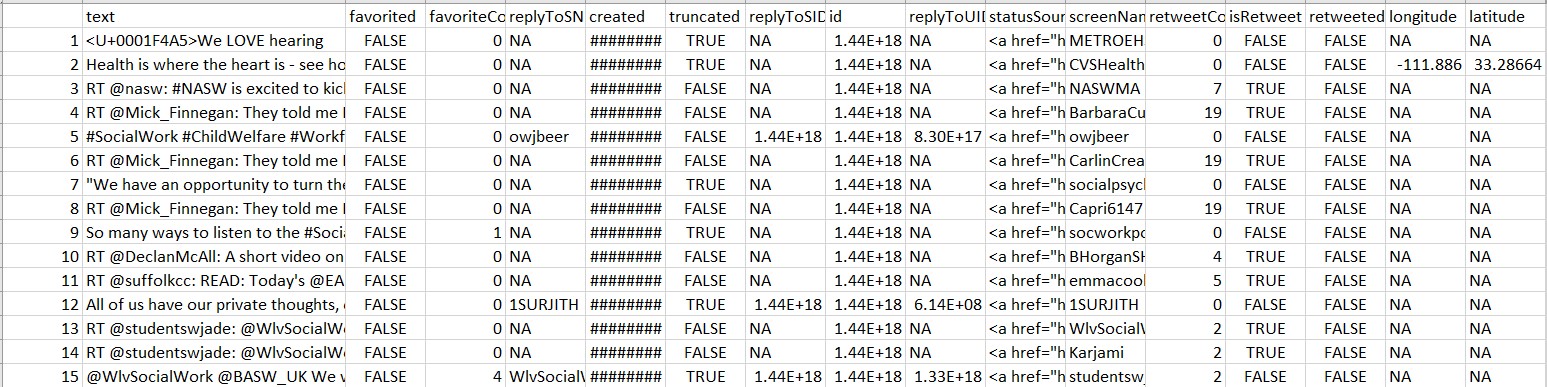 text favorited favoriteCo replyToSN created truncated replyToSID id replyToUID statusSour screenNam retweetCo isRetweet retweeted longitude latitude
1 <U+0001F4A5>We LOVE hearing FALSE 0 NA ######## TRUE NA 1.44E+18 NA <a href="h METROEH 0 FALSE FALSE NA NA
2 Health is where the heart is - see ho FALSE 0 NA ######## TRUE NA 1.44E+18 NA <a href="h CVSHealth 0 FALSE FALSE -111.886 33.28664
3 RT @nasw: #NASW is excited to kic FALSE 0 NA ######## FALSE NA 1.44E+18 NA <a href="h NASWMA 7 TRUE FALSE NA NA
4 RT @Mick_Finnegan: They told me I FALSE 0 NA ######## FALSE NA 1.44E+18 NA <a href="h BarbaraCu 19 TRUE FALSE NA NA
5 #SocialWork #ChildWelfare #Workf FALSE 0 owjbeer ######## FALSE 1.44E+18 1.44E+18 8.30E+17 <a href="h owjbeer 0 FALSE FALSE NA NA
6 RT @Mick_Finnegan: They told me I FALSE 0 NA ######## FALSE NA 1.44E+18 NA <a href="h CarlinCrea 19 TRUE FALSE NA NA
7 "We have an opportunity to turn the FALSE 0 NA ######## TRUE NA 1.44E+18 NA <a href="h socialpsycl 0 FALSE FALSE NA NA
8 RT @Mick_Finnegan: They told me I FALSE 0 NA ######## FALSE NA 1.44E+18 NA <a href="h Capri6147 19 TRUE FALSE NA NA
9 So many ways to listen to the #Socia FALSE 1 NA ######## TRUE NA 1.44E+18 NA <a href="h socworkpo 0 FALSE FALSE NA NA
10 RT @DeclanMcAll: A short video on FALSE 0 NA ######## FALSE NA 1.44E+18 NA <a href="h BHorganSH 4 TRUE FALSE NA NA
11 RT @suffolkcc: READ: Today's @EA FALSE 0 NA ######## FALSE NA 1.44E+18 NA <a href="h emmacool 5 TRUE FALSE NA NA
12 All of us have our private thoughts, FALSE 0 1SURJITH ######## TRUE 1.44E+18 1.44E+18 6.14E+08 <a href="h 1SURJITH 0 FALSE FALSE NA NA
13 RT @studentswjade: @WlvSocialWo FALSE 0 NA ######## FALSE NA 1.44E+18 NA <a href="h WlvSocialW 2 TRUE FALSE NA NA
14 RT @studentswjade: @WlvSocialWo FALSE 0 NA ######## FALSE NA 1.44E+18 NA <a href="h Karjami 2 TRUE FALSE NA NA
15 @WlvSocialWork @BASW_UK We v FALSE 4 WlvSocialW ######## TRUE 1.44E+18 1.44E+18 1.33E+18 <a href="h studentsw 2 FALSE FALSE NA NA